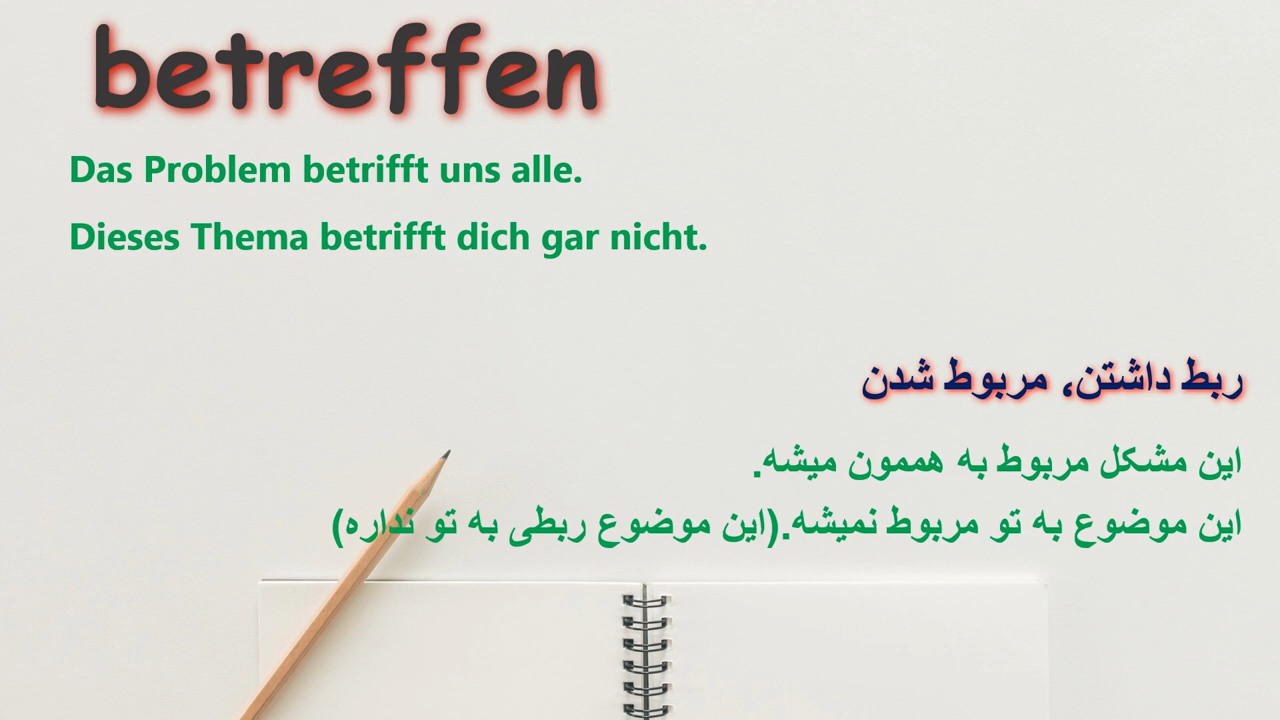 betreffen
Das Problem betrifft uns alle.
Dieses Thema betrifft dich gar nicht.
ربط داشتن، مربوط شدن
این مشکل مربوط به هممون میشه.
این موضوع به تو مربوط نمیشه.(این موضوع ربطی به تو نداره)